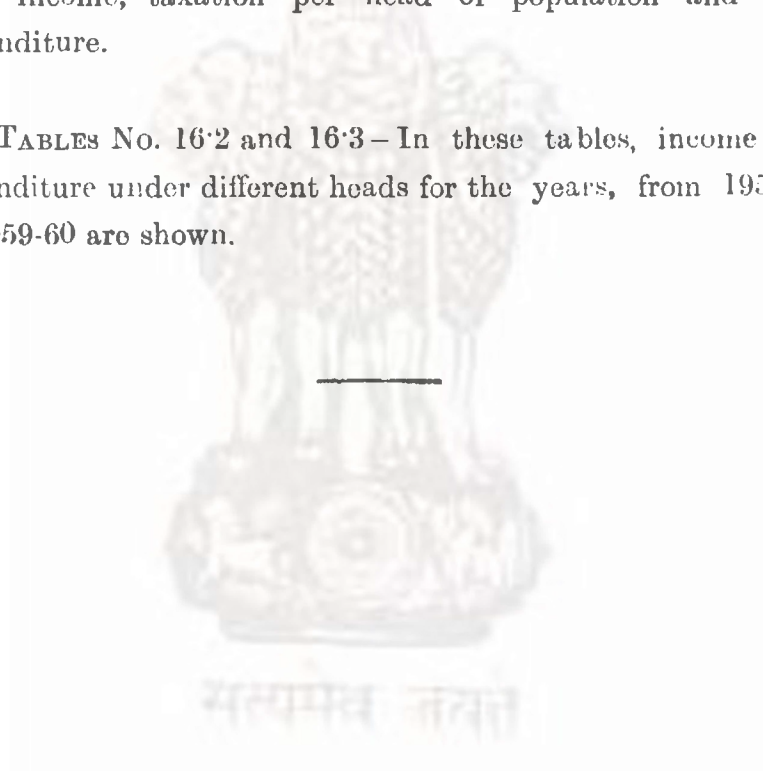 income, taxation per head of population and
nditure.
TABLES No. 16·2 and 16·3 – In these tables, income
nditure under different heads for the years, from 195
59-60 are shown.
सत्यमेव जयते